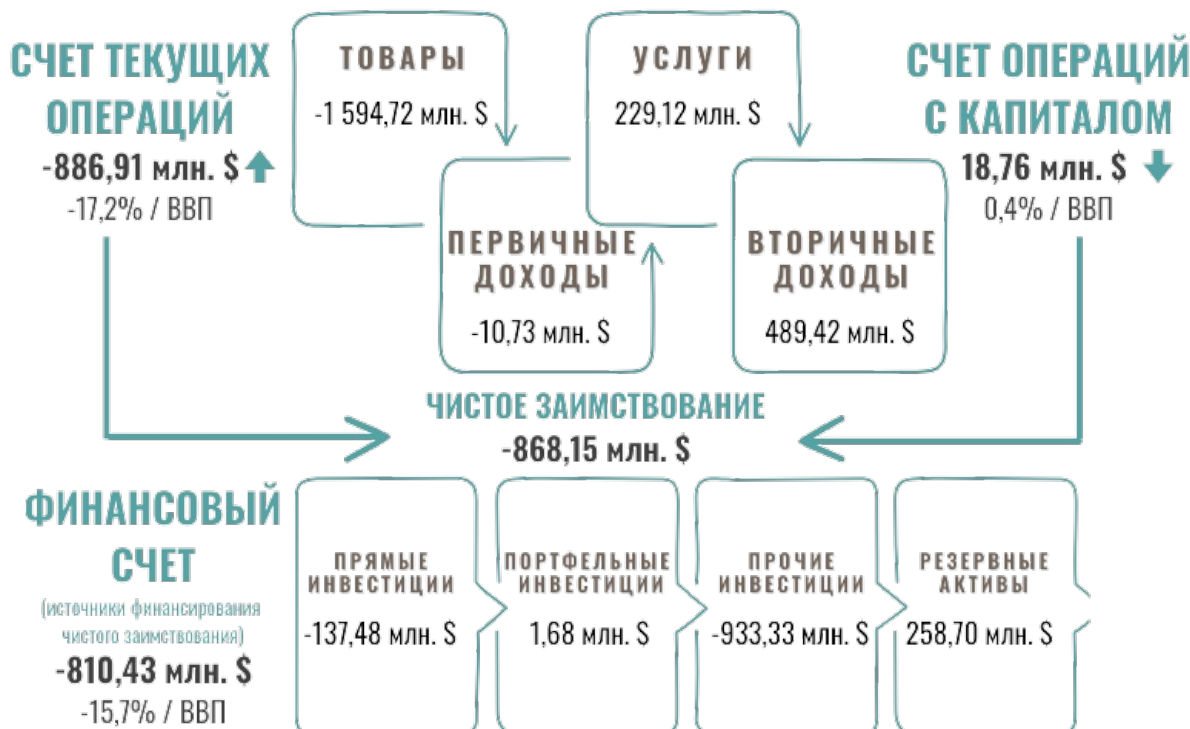 СЧЕТ ТЕКУЩИХ
ОПЕРАЦИЙ
-886,91 млн. $
-17,2% / ВВП
ТОВАРЫ
-1 594,72 млн. $
УСЛУГИ
229,12 млн. $
СЧЕТ ОПЕРАЦИЙ
С КАПИТАЛОМ
18,76 млн. $
0,4% / ВВП
ПЕРВИЧНЫЕ
ДОХОДЫ
-10,73 млн. $
ВТОРИЧНЫЕ
ДОХОДЫ
489,42 млн. $
ЧИСТОЕ ЗАИМСТВОВАНИЕ
-868,15 млн. $
ФИНАНСОВЫЙ
СЧЕТ
(источники финансирования
чистого заимствования)
-810,43 млн. $
-15,7% / ВВП
ПРЯМЫЕ
ИНВЕСТИЦИИ
-137,48 млн. $
ПОРТФЕЛЬНЫЕ
ИНВЕСТИЦИИ
1,68 млн. $
ПРОЧИЕ
ИНВЕСТИЦИИ
-933,33 млн. $
РЕЗЕРВНЫЕ
АКТИВЫ
258,70 млн. $